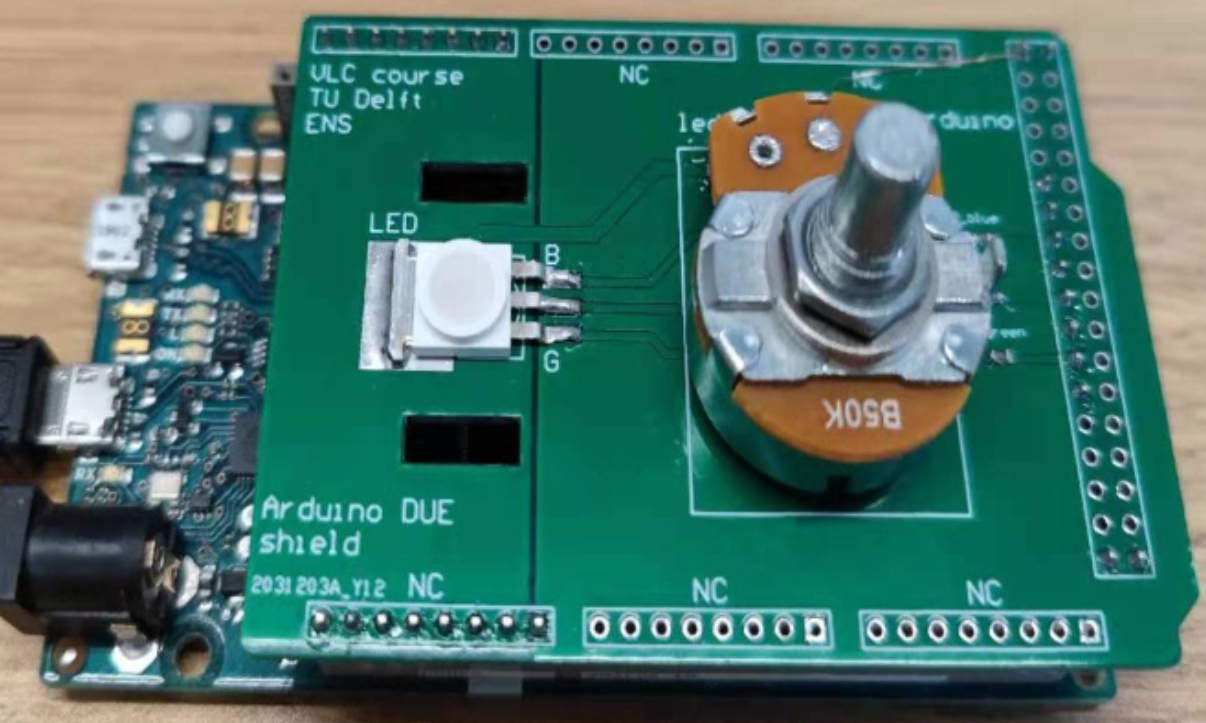 VLC course
TU Delft
ENS
NC
NC
LED
B
G
B50K
Arduino DUE
shield
2031203A_Y12
NC
NC
NC